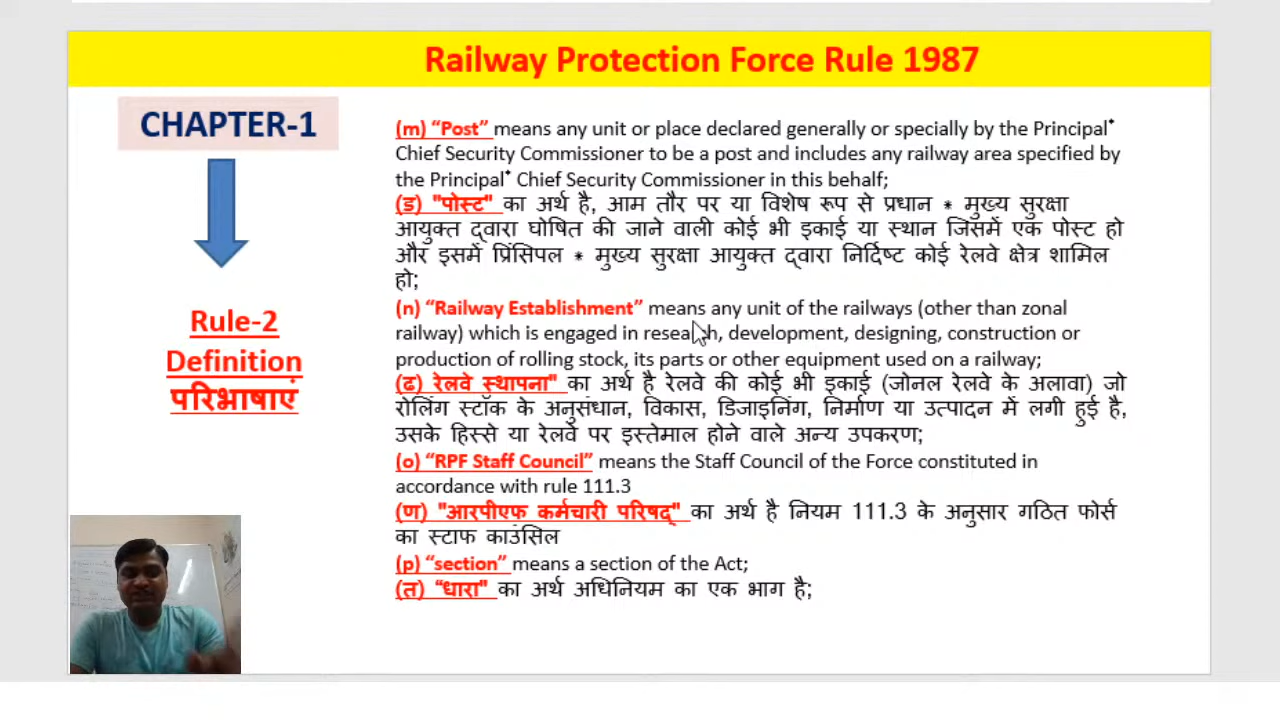 Railway Protection Force Rule 1987
CHAPTER-1
Rule-2
Definition
परिभाषाएं
(m) “Post” means any unit or place declared generally or specially by the Principal*
Chief Security Commissioner to be a post and includes any railway area specified by
the Principal* Chief Security Commissioner in this behalf;
(ड) "पोस्ट" का अर्थ है, आम तौर पर या विशेष रूप से प्रधान * मुख्य सुरक्षा
आयुक्त द्वारा घोषित की जाने वाली कोई भी इकाई या स्थान जिसमें एक पोस्ट हो
और इसमें प्रिंसिपल * मुख्य सुरक्षा आयुक्त द्वारा निर्दिष्ट कोई रेलवे क्षेत्र शामिल
हो;
(n) “Railway Establishment” means any unit of the railways (other than zonal
railway) which is engaged in research, development, designing, construction or
production of rolling stock, its parts or other equipment used on a railway;
(ढ) रेलवे स्थापना" का अर्थ है रेलवे की कोई भी इकाई (जोनल रेलवे के अलावा) जो
रोलिंग स्टॉक के अनुसंधान, विकास, डिजाइनिंग, निर्माण या उत्पादन में लगी हुई है,
उसके हिस्से या रेलवे पर इस्तेमाल होने वाले अन्य उपकरण;
(o) “RPF Staff Council” means the Staff Council of the Force constituted in
accordance with rule 111.3
(ण) "आरपीएफ कर्मचारी परिषद्" का अर्थ है नियम 111.3 के अनुसार गठित फोर्स
का स्टाफ काउंसिल
(p) “section” means a section of the Act;
(त) “धारा" का अर्थ अधिनियम का एक भाग है;